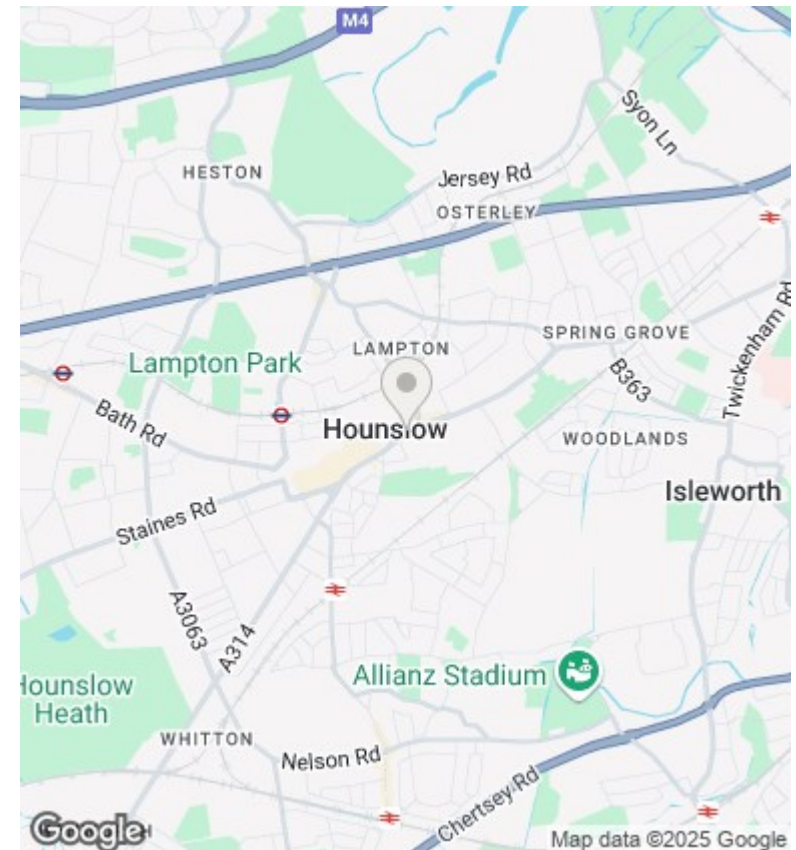 M4
Syon Ln
HESTON
Jersey Rd
OSTERLEY
Twickenham Rd
SPRING GROVE
LAMPTON
Lampton Park
B363
Bath Rd
Hounslow
WOODLANDS
Isleworth
Staines Rd
A3063
A314
Allianz Stadium
Hounslow
Heath
WHITTON
Nelson Rd
Chertsey Rd
Google
Map data ©2025 Google